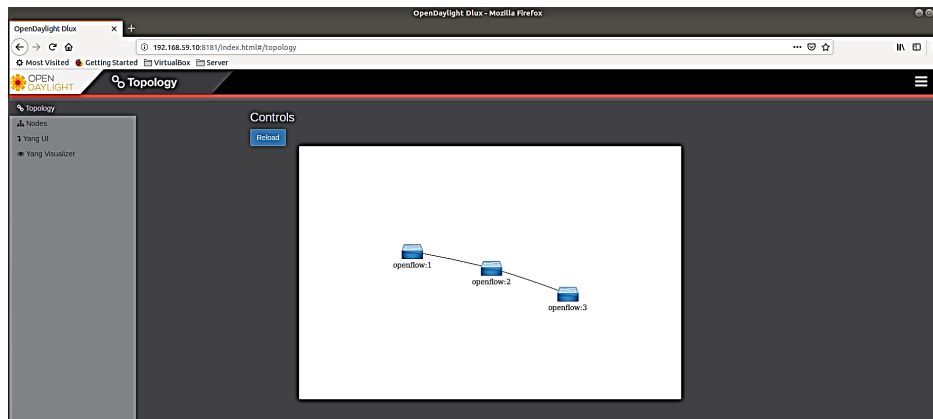 OpenDaylight Dlux - Mozilla Firefox
OpenDaylight Dlux × +
192.168.59.10:8181/index.html#/topology
Most Visited Getting Started VirtualBox Server
OPEN DAYLIGHT
Topology
Topology
Nodes
Yang UI
Yang Visualizer
Controls
Reload
openflow:1
openflow:2
openflow:3